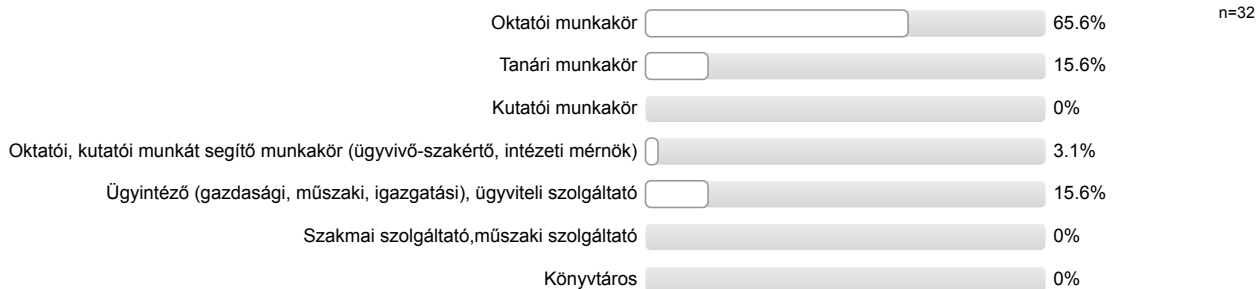 Oktatói munkakör 65.6% n=32
Tanári munkakör 15.6%
Kutatói munkakör 0%
Oktatói, kutatói munkát segítő munkakör (ügyvivő-szakértő, intézeti mérnök) 3.1%
Ügyintéző (gazdasági, műszaki, igazgatási), ügyviteli szolgáltató 15.6%
Szakmai szolgáltató,műszaki szolgáltató 0%
Könyvtáros 0%